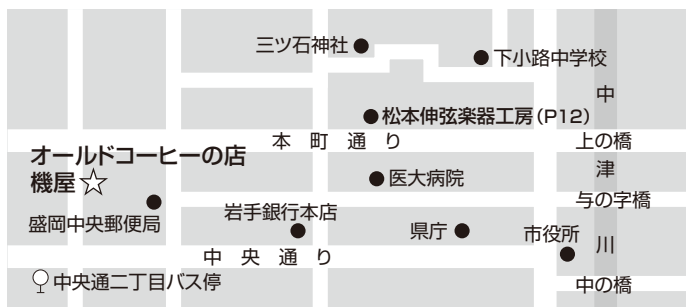 三ツ石神社
下小路中学校
中
松本伸弦楽器工房(P12)
本町通り
上の橋
オールドコーヒーの店
機屋
津
医大病院
与の字橋
盛岡中央郵便局
岩手銀行本店
県庁
市役所
川
中央通り
中央通二丁目バス停
中の橋